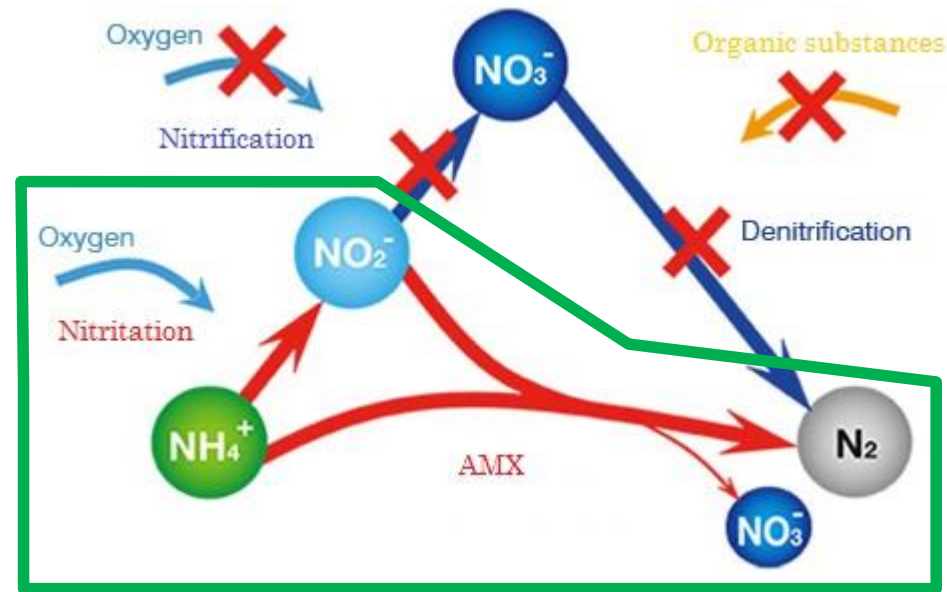 Oxygen
NO₃⁻
Organic substances
Nitrification
Oxygen
NO₂⁻
Denitrification
Nitritation
NH₄⁺
N₂
AMX
NO₃⁻